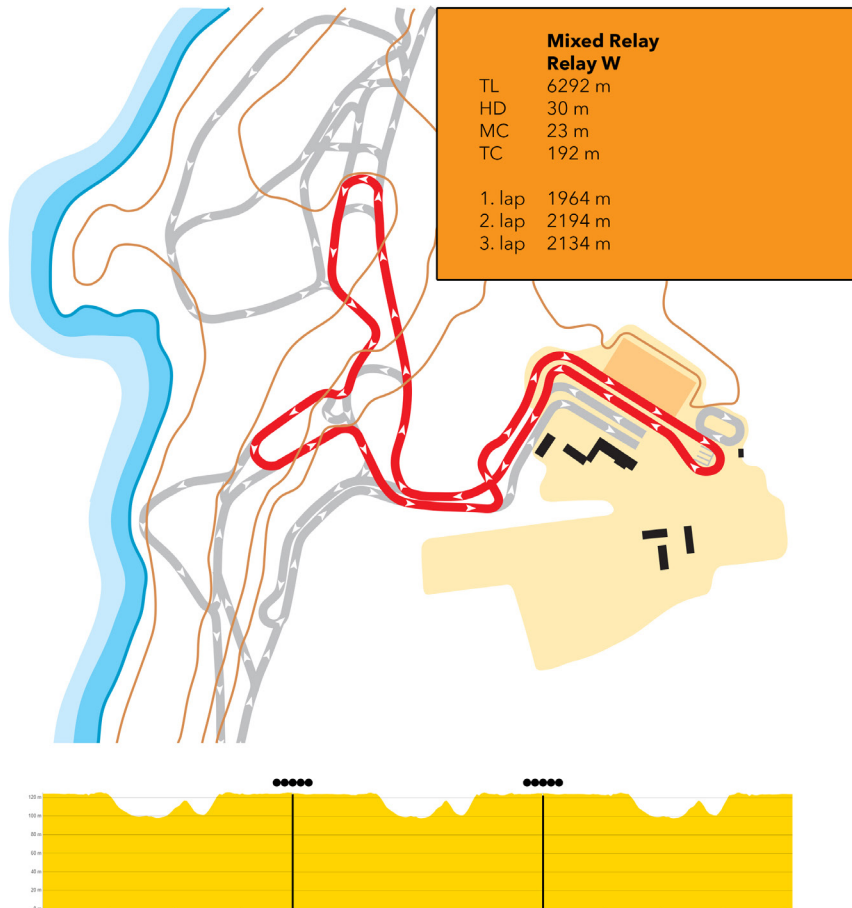 Mixed Relay
Relay W
TL 6292 m
HD 30 m
MC 23 m
TC 192 m
1. lap 1964 m
2. lap 2194 m
3. lap 2134 m
120 m
100 m
80 m
60 m
40 m
20 m
0 m